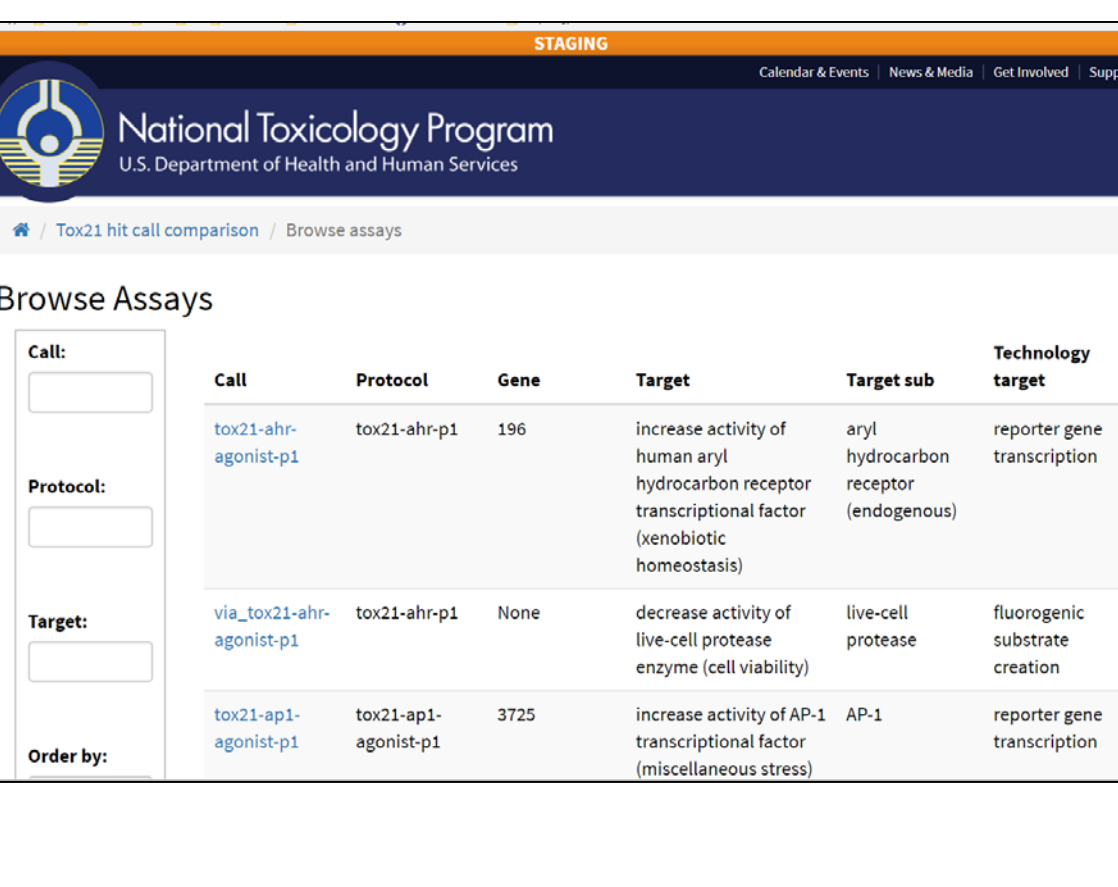 STAGING
Calendar & Events | News & Media | Get Involved |
National Toxicology Program
U.S. Department of Health and Human Services
/ Tox21 hit call comparison / Browse assays
Browse Assays
Call:
Protocol:
Target:
Order by:
Call Protocol Gene Target Target sub Technology target
tox21-ahr-
agonist-p1
tox21-ahr-p1
196
increase activity of
human aryl
hydrocarbon receptor
transcriptional factor
(xenobiotic
homeostasis)
aryl
hydrocarbon
receptor
(endogenous)
reporter gene
transcription
via_tox21-ahr-
agonist-p1
tox21-ahr-p1
None
decrease activity of
live-cell protease
enzyme (cell viability)
live-cell
protease
fluorogenic
substrate
creation
tox21-ap1-
agonist-p1
tox21-ap1-
agonist-p1
3725
increase activity of AP-1
transcriptional factor
(miscellaneous stress)
AP-1
reporter gene
transcription